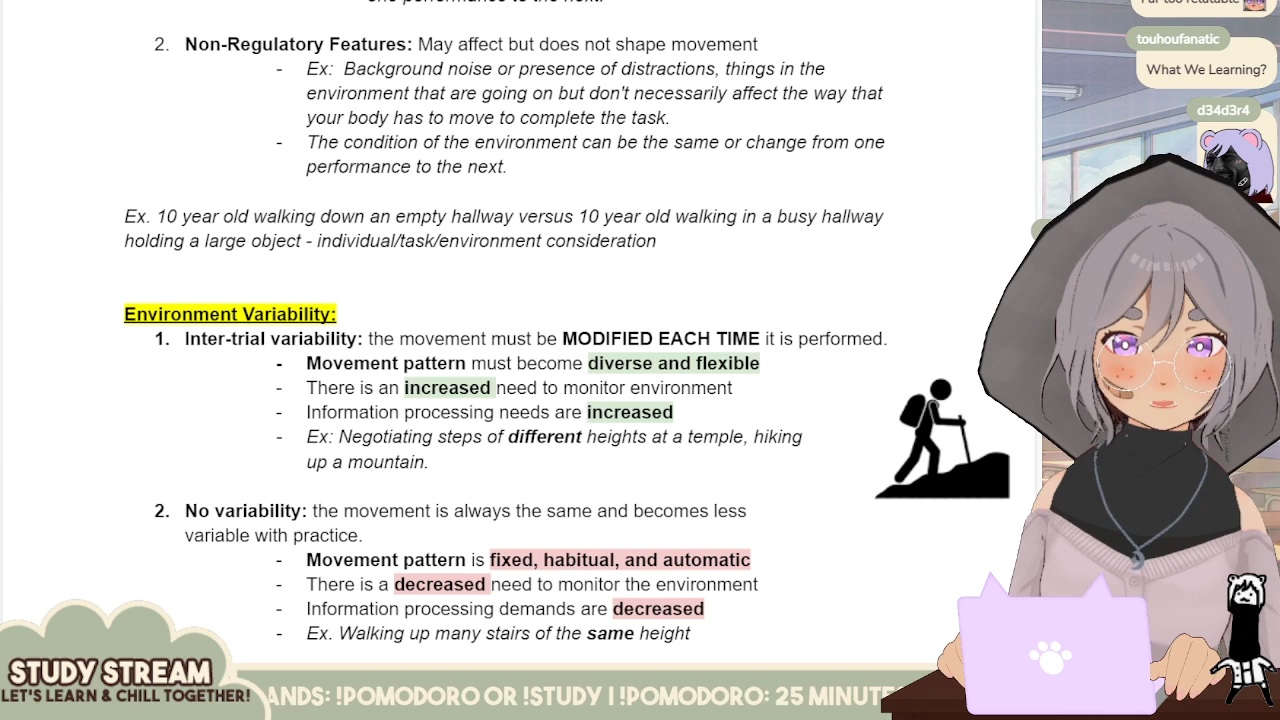 one performance to the next.
2. Non-Regulatory Features: May affect but does not shape movement
- Ex: Background noise or presence of distractions, things in the
environment that are going on but don't necessarily affect the way that
your body has to move to complete the task.
- The condition of the environment can be the same or change from one
performance to the next.
Ex. 10 year old walking down an empty hallway versus 10 year old walking in a busy hallway
holding a large object - individual/task/environment consideration
Environment Variability:
1. Inter-trial variability: the movement must be MODIFIED EACH TIME it is performed.
- Movement pattern must become diverse and flexible
- There is an increased need to monitor environment
- Information processing needs are increased
- Ex: Negotiating steps of different heights at a temple, hiking
up a mountain.
2. No variability: the movement is always the same and becomes less
variable with practice.
- Movement pattern is fixed, habitual, and automatic
- There is a decreased need to monitor the environment
- Information processing demands are decreased
- Ex. Walking up many stairs of the same height
touhoufanatic
What We Learning?
d34d3r4
STUDY STREAM
LET'S LEARN & CHILL TOGETHER!
ANDS: !POMODORO OR !STUDY | !POMODORO: 25 MINUTE